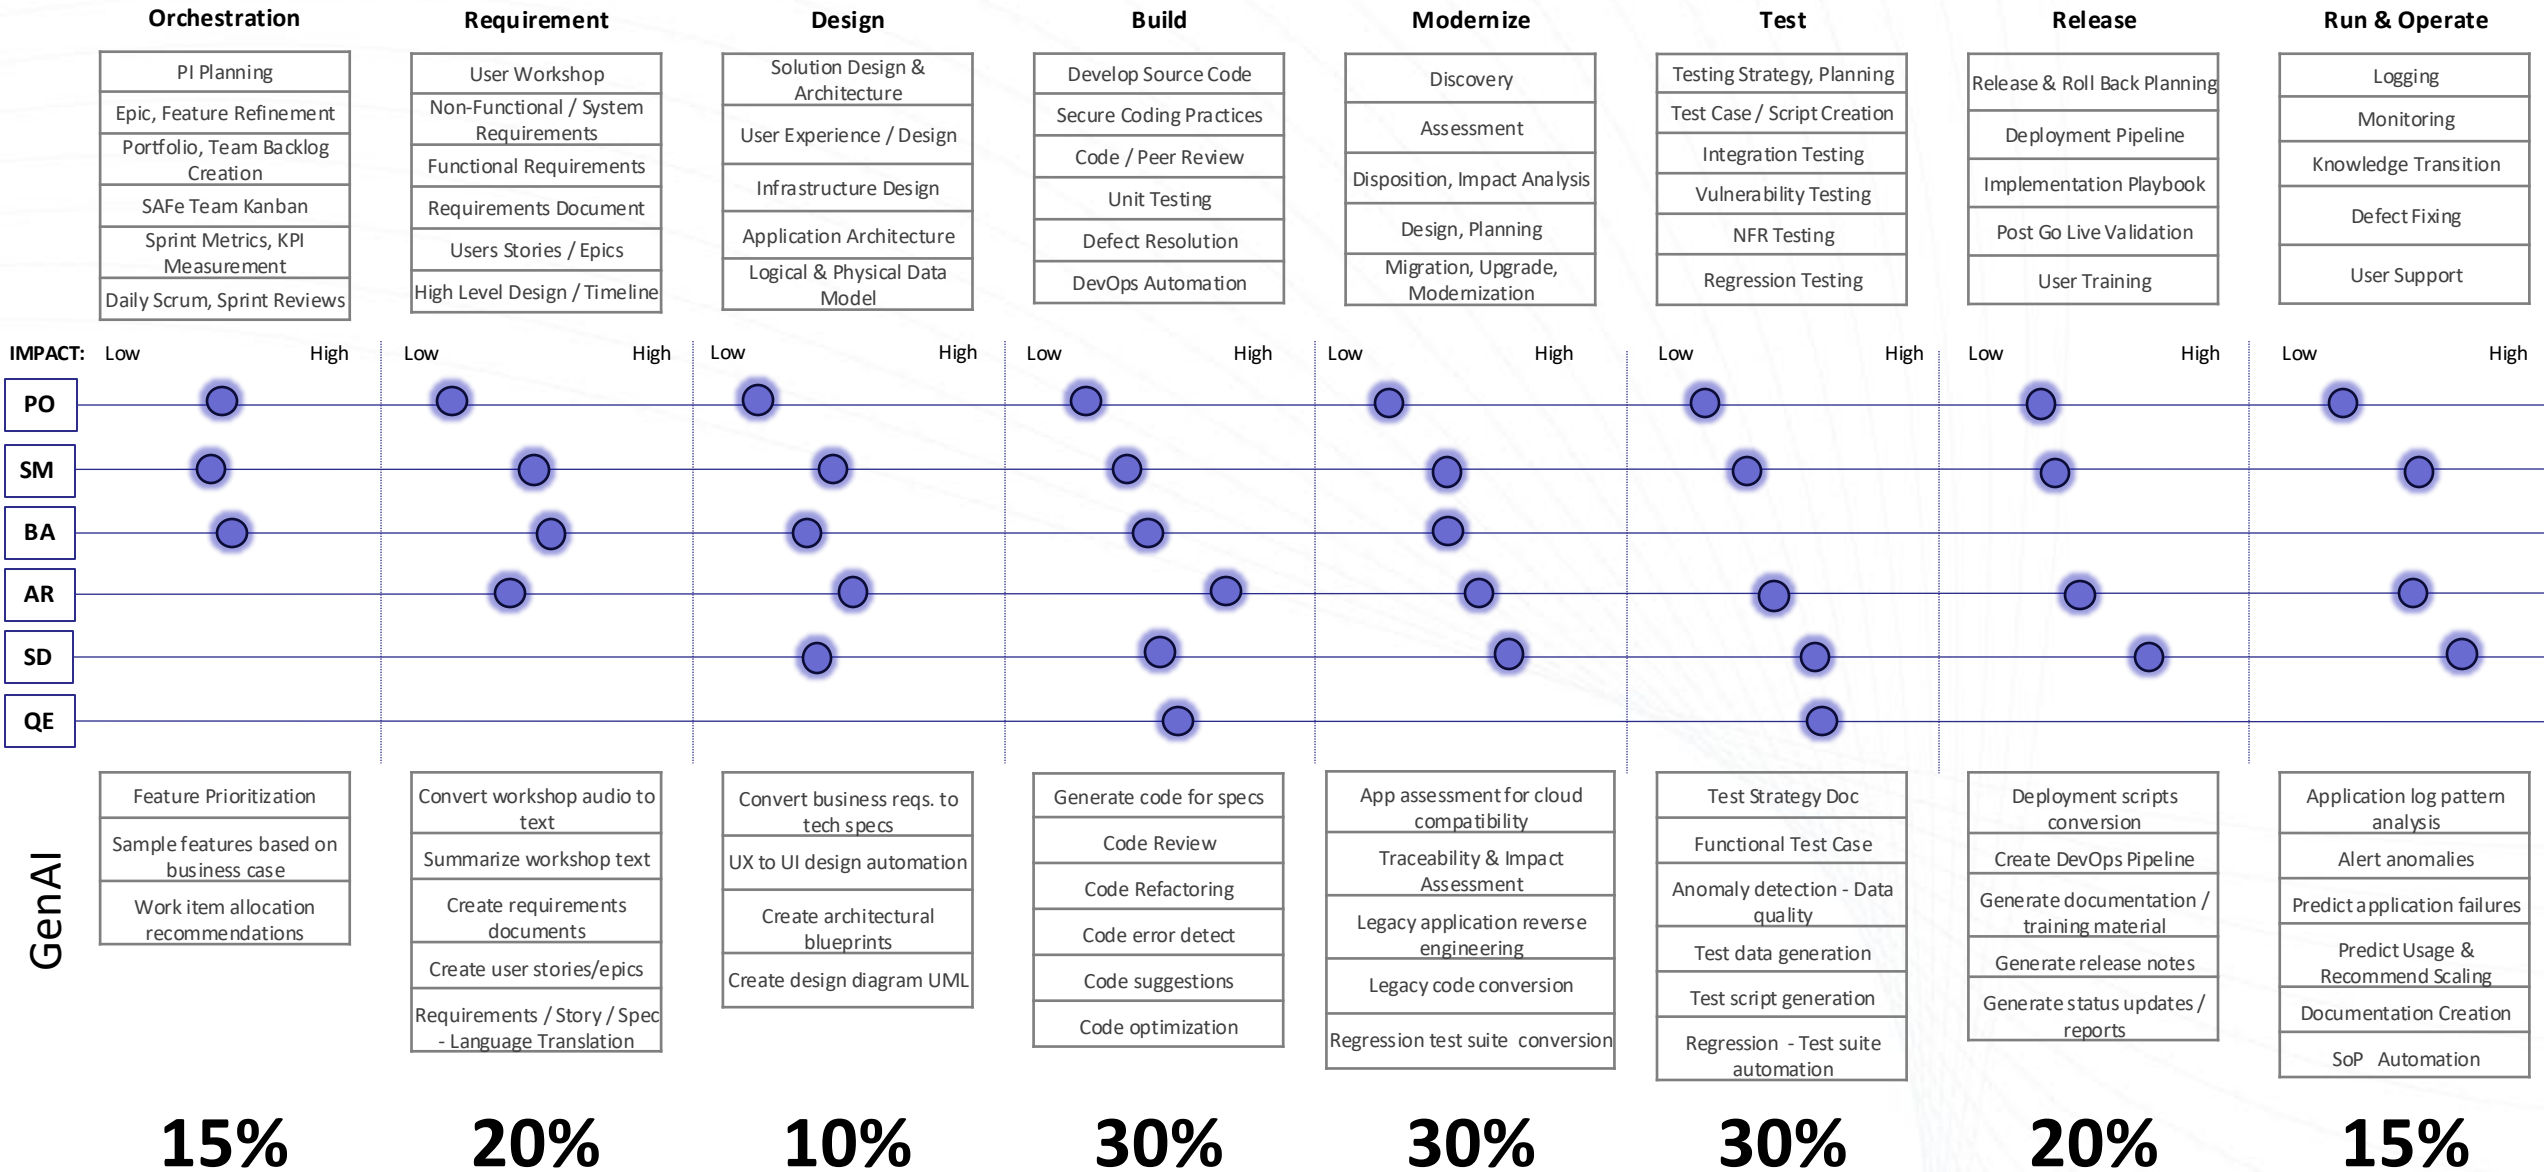 Orchestration
Requirement
Design
Build
Modernize
Test
Release
Run & Operate
PI Planning
Epic, Feature Refinement
Portfolio, Team Backlog
Creation
SAFe Team Kanban
Sprint Metrics, KPI
Measurement
Daily Scrum, Sprint Reviews
User Workshop
Non-Functional / System
Requirements
Functional Requirements
Requirements Document
Users Stories / Epics
High Level Design / Timeline
Solution Design &
Architecture
User Experience / Design
Infrastructure Design
Application Architecture
Logical & Physical Data
Model
Develop Source Code
Secure Coding Practices
Code / Peer Review
Unit Testing
Defect Resolution
DevOps Automation
Discovery
Assessment
Disposition, Impact Analysis
Design, Planning
Migration, Upgrade,
Modernization
Testing Strategy, Planning
Test Case / Script Creation
Integration Testing
Vulnerability Testing
NFR Testing
Regression Testing
Release & Roll Back Planning
Deployment Pipeline
Implementation Playbook
Post Go Live Validation
User Training
Logging
Monitoring
Knowledge Transition
Defect Fixing
User Support
IMPACT:
Low
High
Low
High
Low
High
Low
High
Low
High
Low
High
Low
High
Low
High
PO
SM
BA
AR
SD
QE
GenAI
Feature Prioritization
Sample features based on
business case
Work item allocation
recommendations
Convert workshop audio to
text
Summarize workshop text
Create requirements
documents
Create user stories/epics
Requirements / Story / Spec
- Language Translation
Convert business reqs. to
tech specs
UX to UI design automation
Create architectural
blueprints
Create design diagram UML
Generate code for specs
Code Review
Code Refactoring
Code error detect
Code suggestions
Code optimization
App assessment for cloud
compatibility
Traceability & Impact
Assessment
Legacy application reverse
engineering
Legacy code conversion
Regression test suite conversion
Test Strategy Doc
Functional Test Case
Anomaly detection - Data
quality
Test data generation
Test script generation
Regression - Test suite
automation
Deployment scripts
conversion
Create DevOps Pipeline
Generate documentation /
training material
Generate release notes
Generate status updates /
reports
Application log pattern
analysis
Alert anomalies
Predict application failures
Predict Usage &
Recommend Scaling
Documentation Creation
SoP Automation
15%
20%
10%
30%
30%
30%
20%
15%